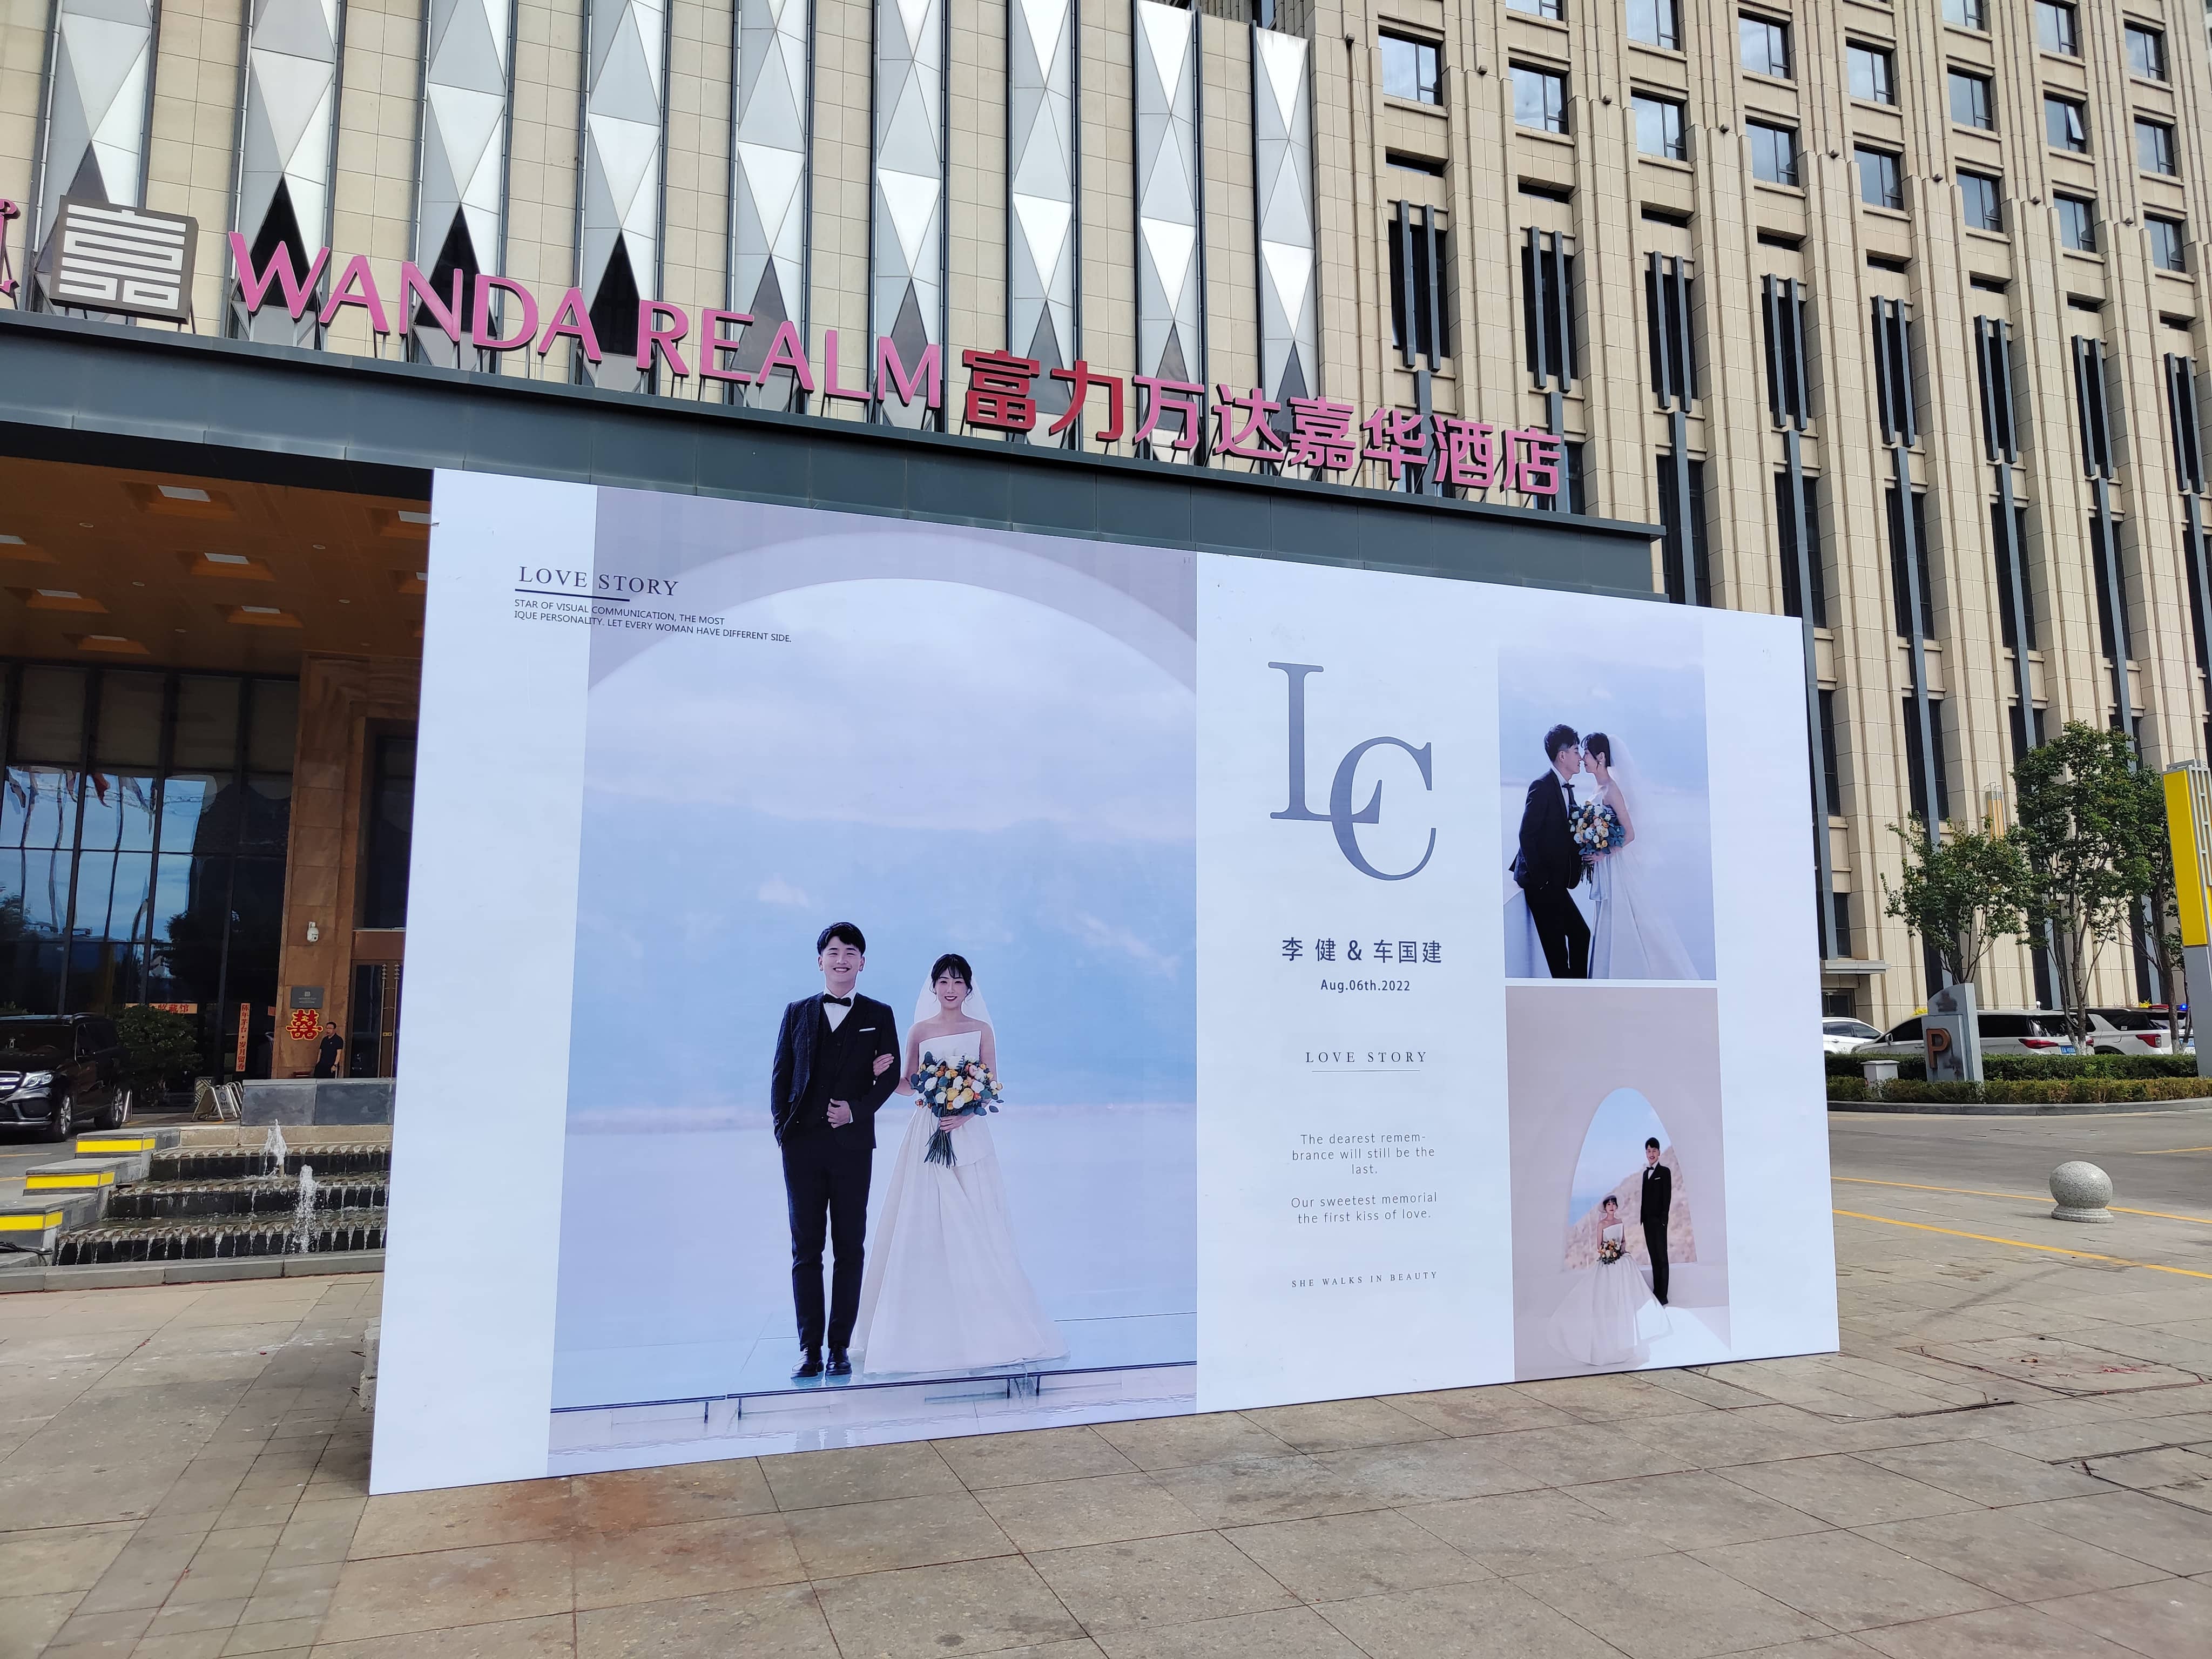 嘉 WANDA REALM 富力万达嘉华酒店
LOVE STORY
STAR OF VISUAL COMMUNICATION, THE MOST
IQUE PERSONALITY. LET EVERY WOMAN HAVE DIFFERENT SIDE.
LC
李 健 & 车国建
Aug.06th.2022
LOVE STORY
The dearest remem-
brance will still be the
last.
Our sweetest memorial
the first kiss of love.
SHE WALKS IN BEAUTY
囍
P